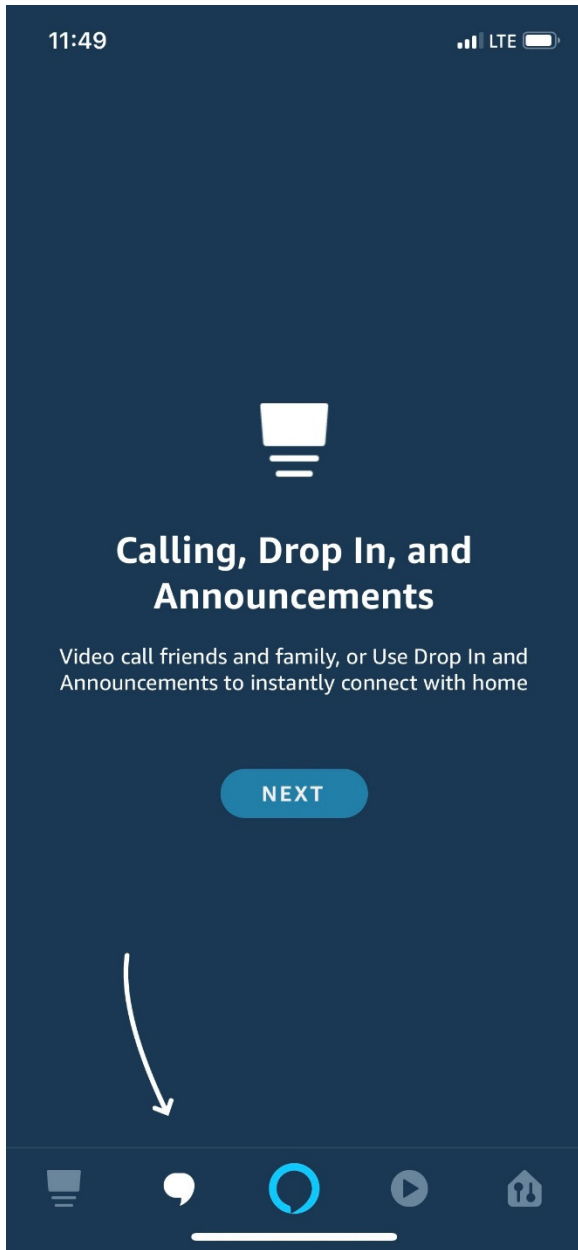 11:49
LTE
Calling, Drop In, and
Announcements
Video call friends and family, or Use Drop In and
Announcements to instantly connect with home
NEXT